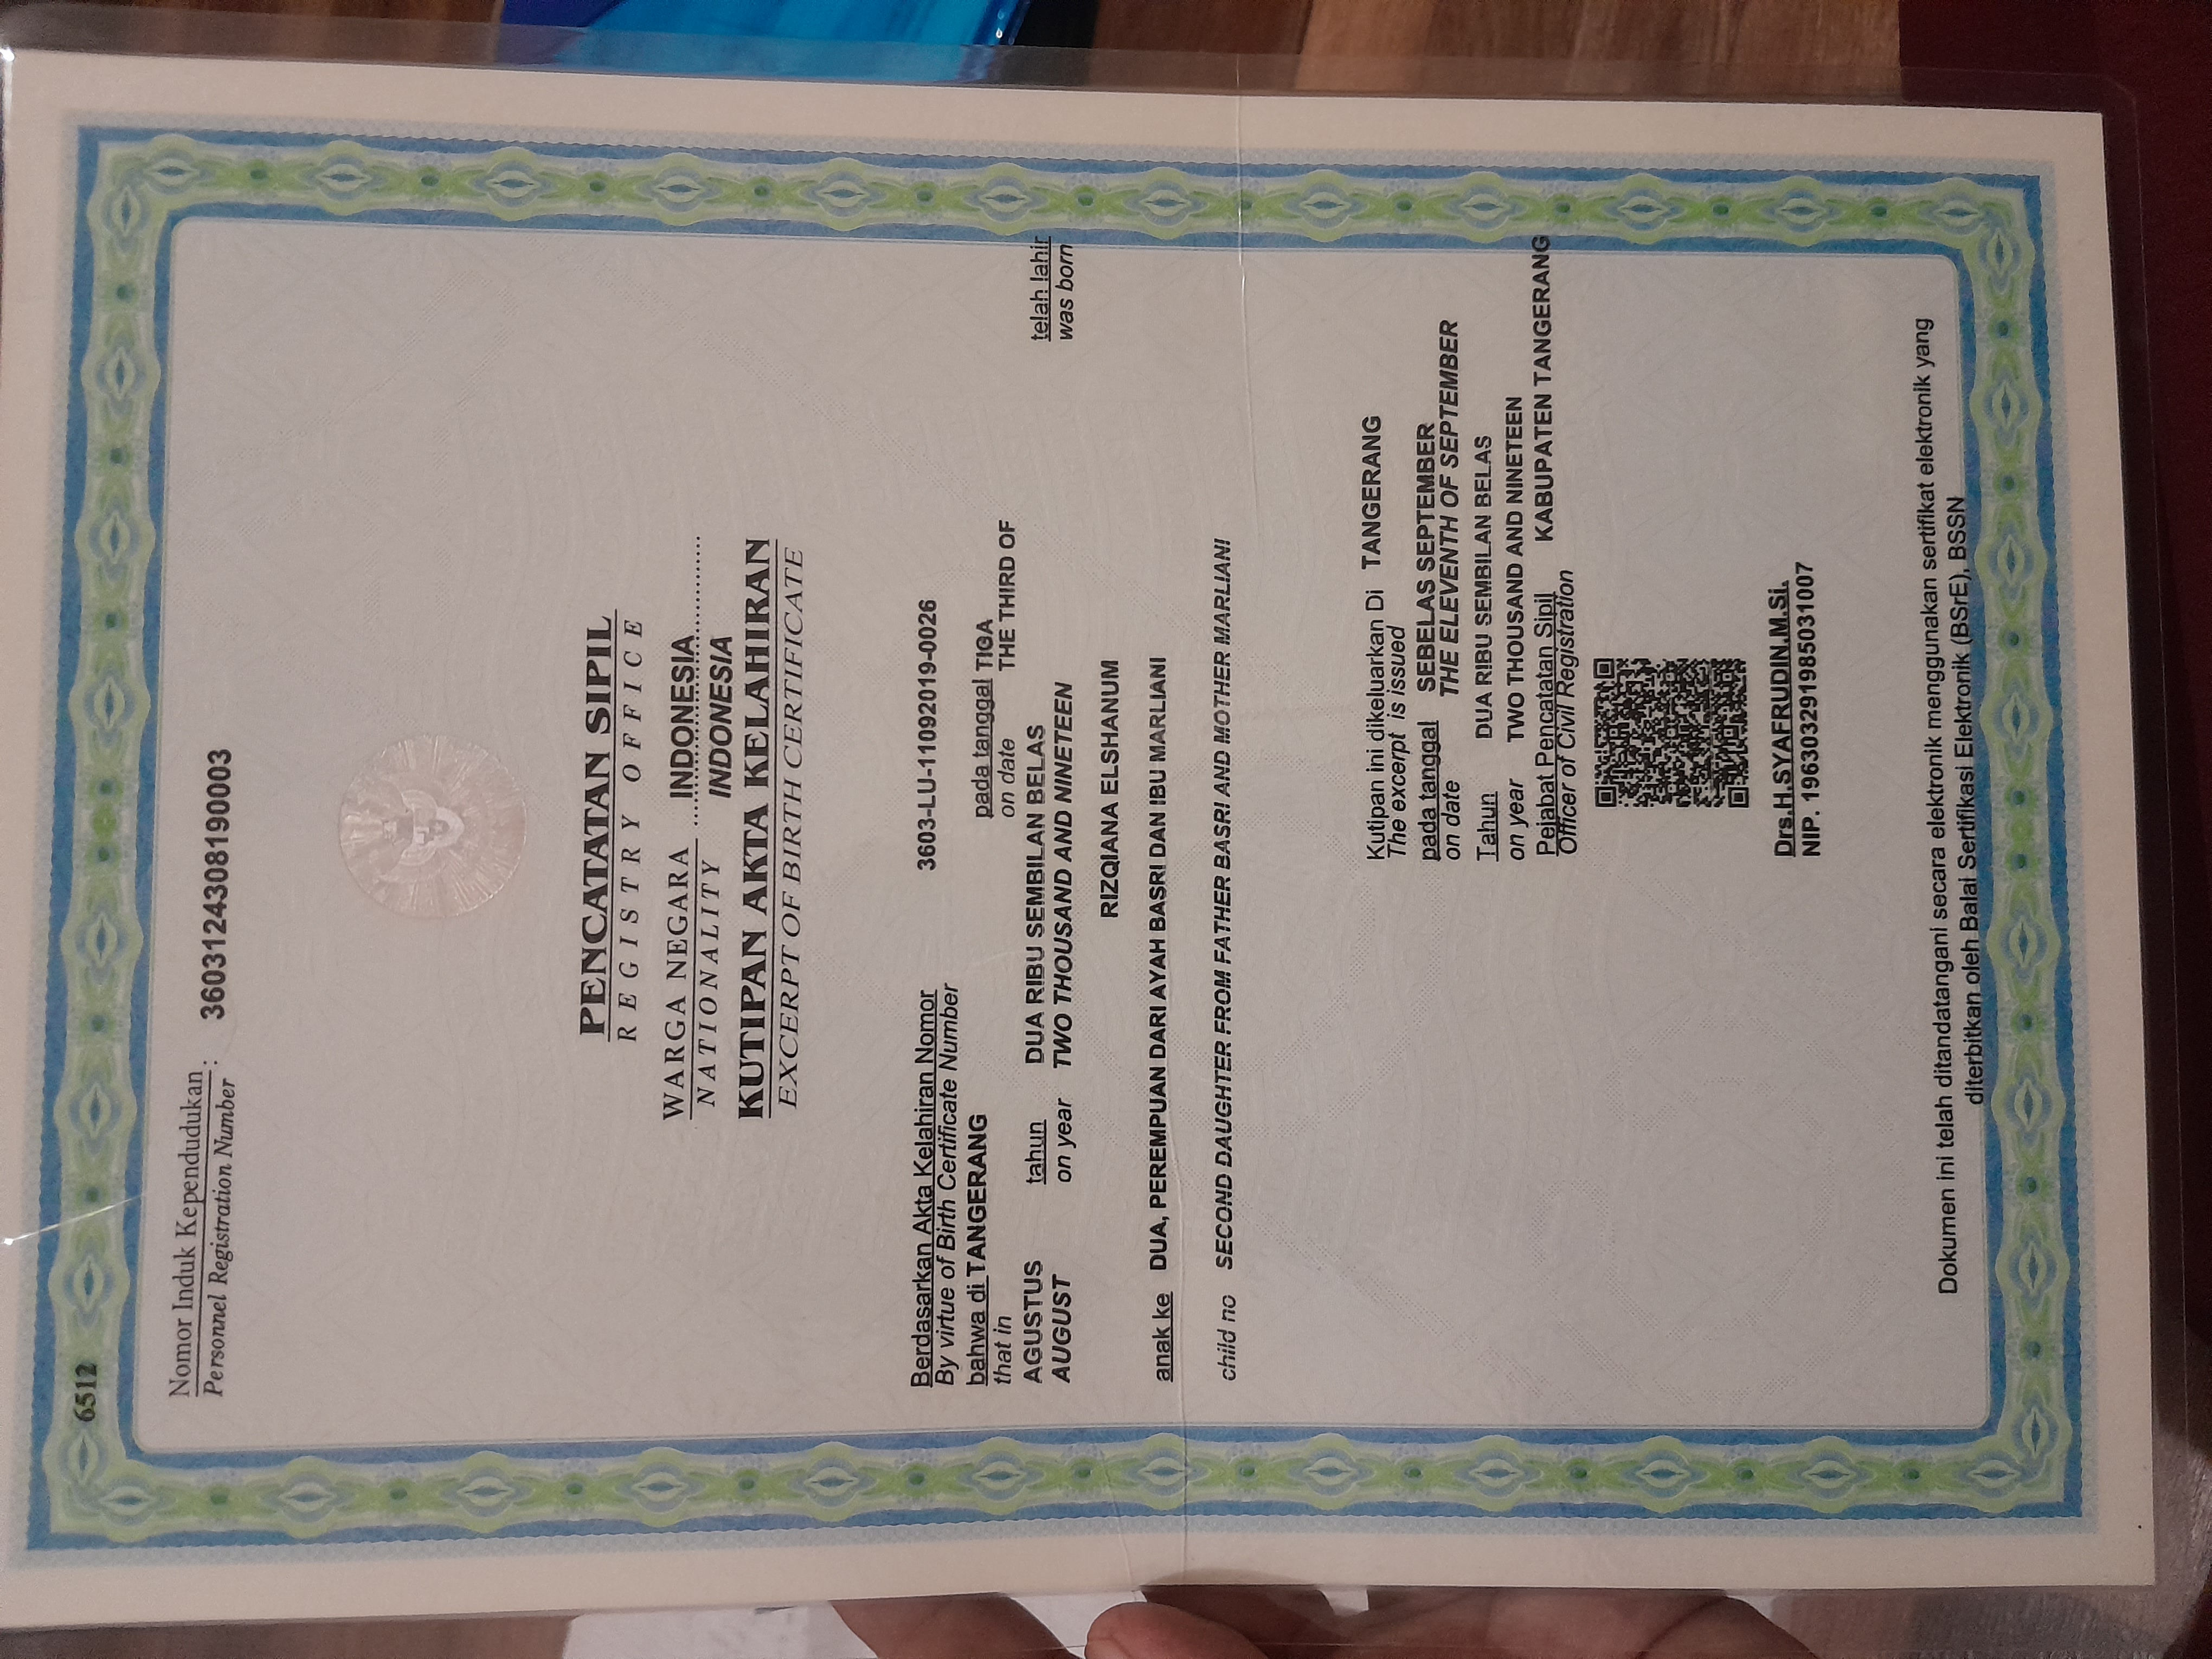 6512
Nomor Induk Kependudukan : 3603124308190003
Personnel Registration Number
PENCATATAN SIPIL
REGISTRY OFFICE
WARGA NEGARA ... INDONESIA ...........
NATIONALITY INDONESIA
KUTIPAN AKTA KELAHIRAN
EXCERPT OF BIRTH CERTIFICATE
Berdasarkan Akta Kelahiran Nomor 3603-LU-11092019-0026
By virtue of Birth Certificate Number
bahwa di TANGERANG pada tanggal TIGA
that in on date THE THIRD OF
AGUSTUS tahun DUA RIBU SEMBILAN BELAS telah lahir
AUGUST on year TWO THOUSAND AND NINETEEN was born
RIZQIANA ELSHANUM
anak ke DUA, PEREMPUAN DARI AYAH BASRI DAN IBU MARLIANI
child no SECOND DAUGHTER FROM FATHER BASRI AND MOTHER MARLIANI
Kutipan ini dikeluarkan Di TANGERANG
The excerpt is issued
pada tanggal SEBELAS SEPTEMBER
on date THE ELEVENTH OF SEPTEMBER
Tahun DUA RIBU SEMBILAN BELAS
on year TWO THOUSAND AND NINETEEN
Pejabat Pencatatan Sipil KABUPATEN TANGERANG
Officer of Civil Registration
Drs.H.SYAFRUDIN.M.Si.
NIP. 196303291985031007
Dokumen ini telah ditandatangani secara elektronik menggunakan sertifikat elektronik yang
diterbitkan oleh Balai Sertifikasi Elektronik (BSrE), BSSN